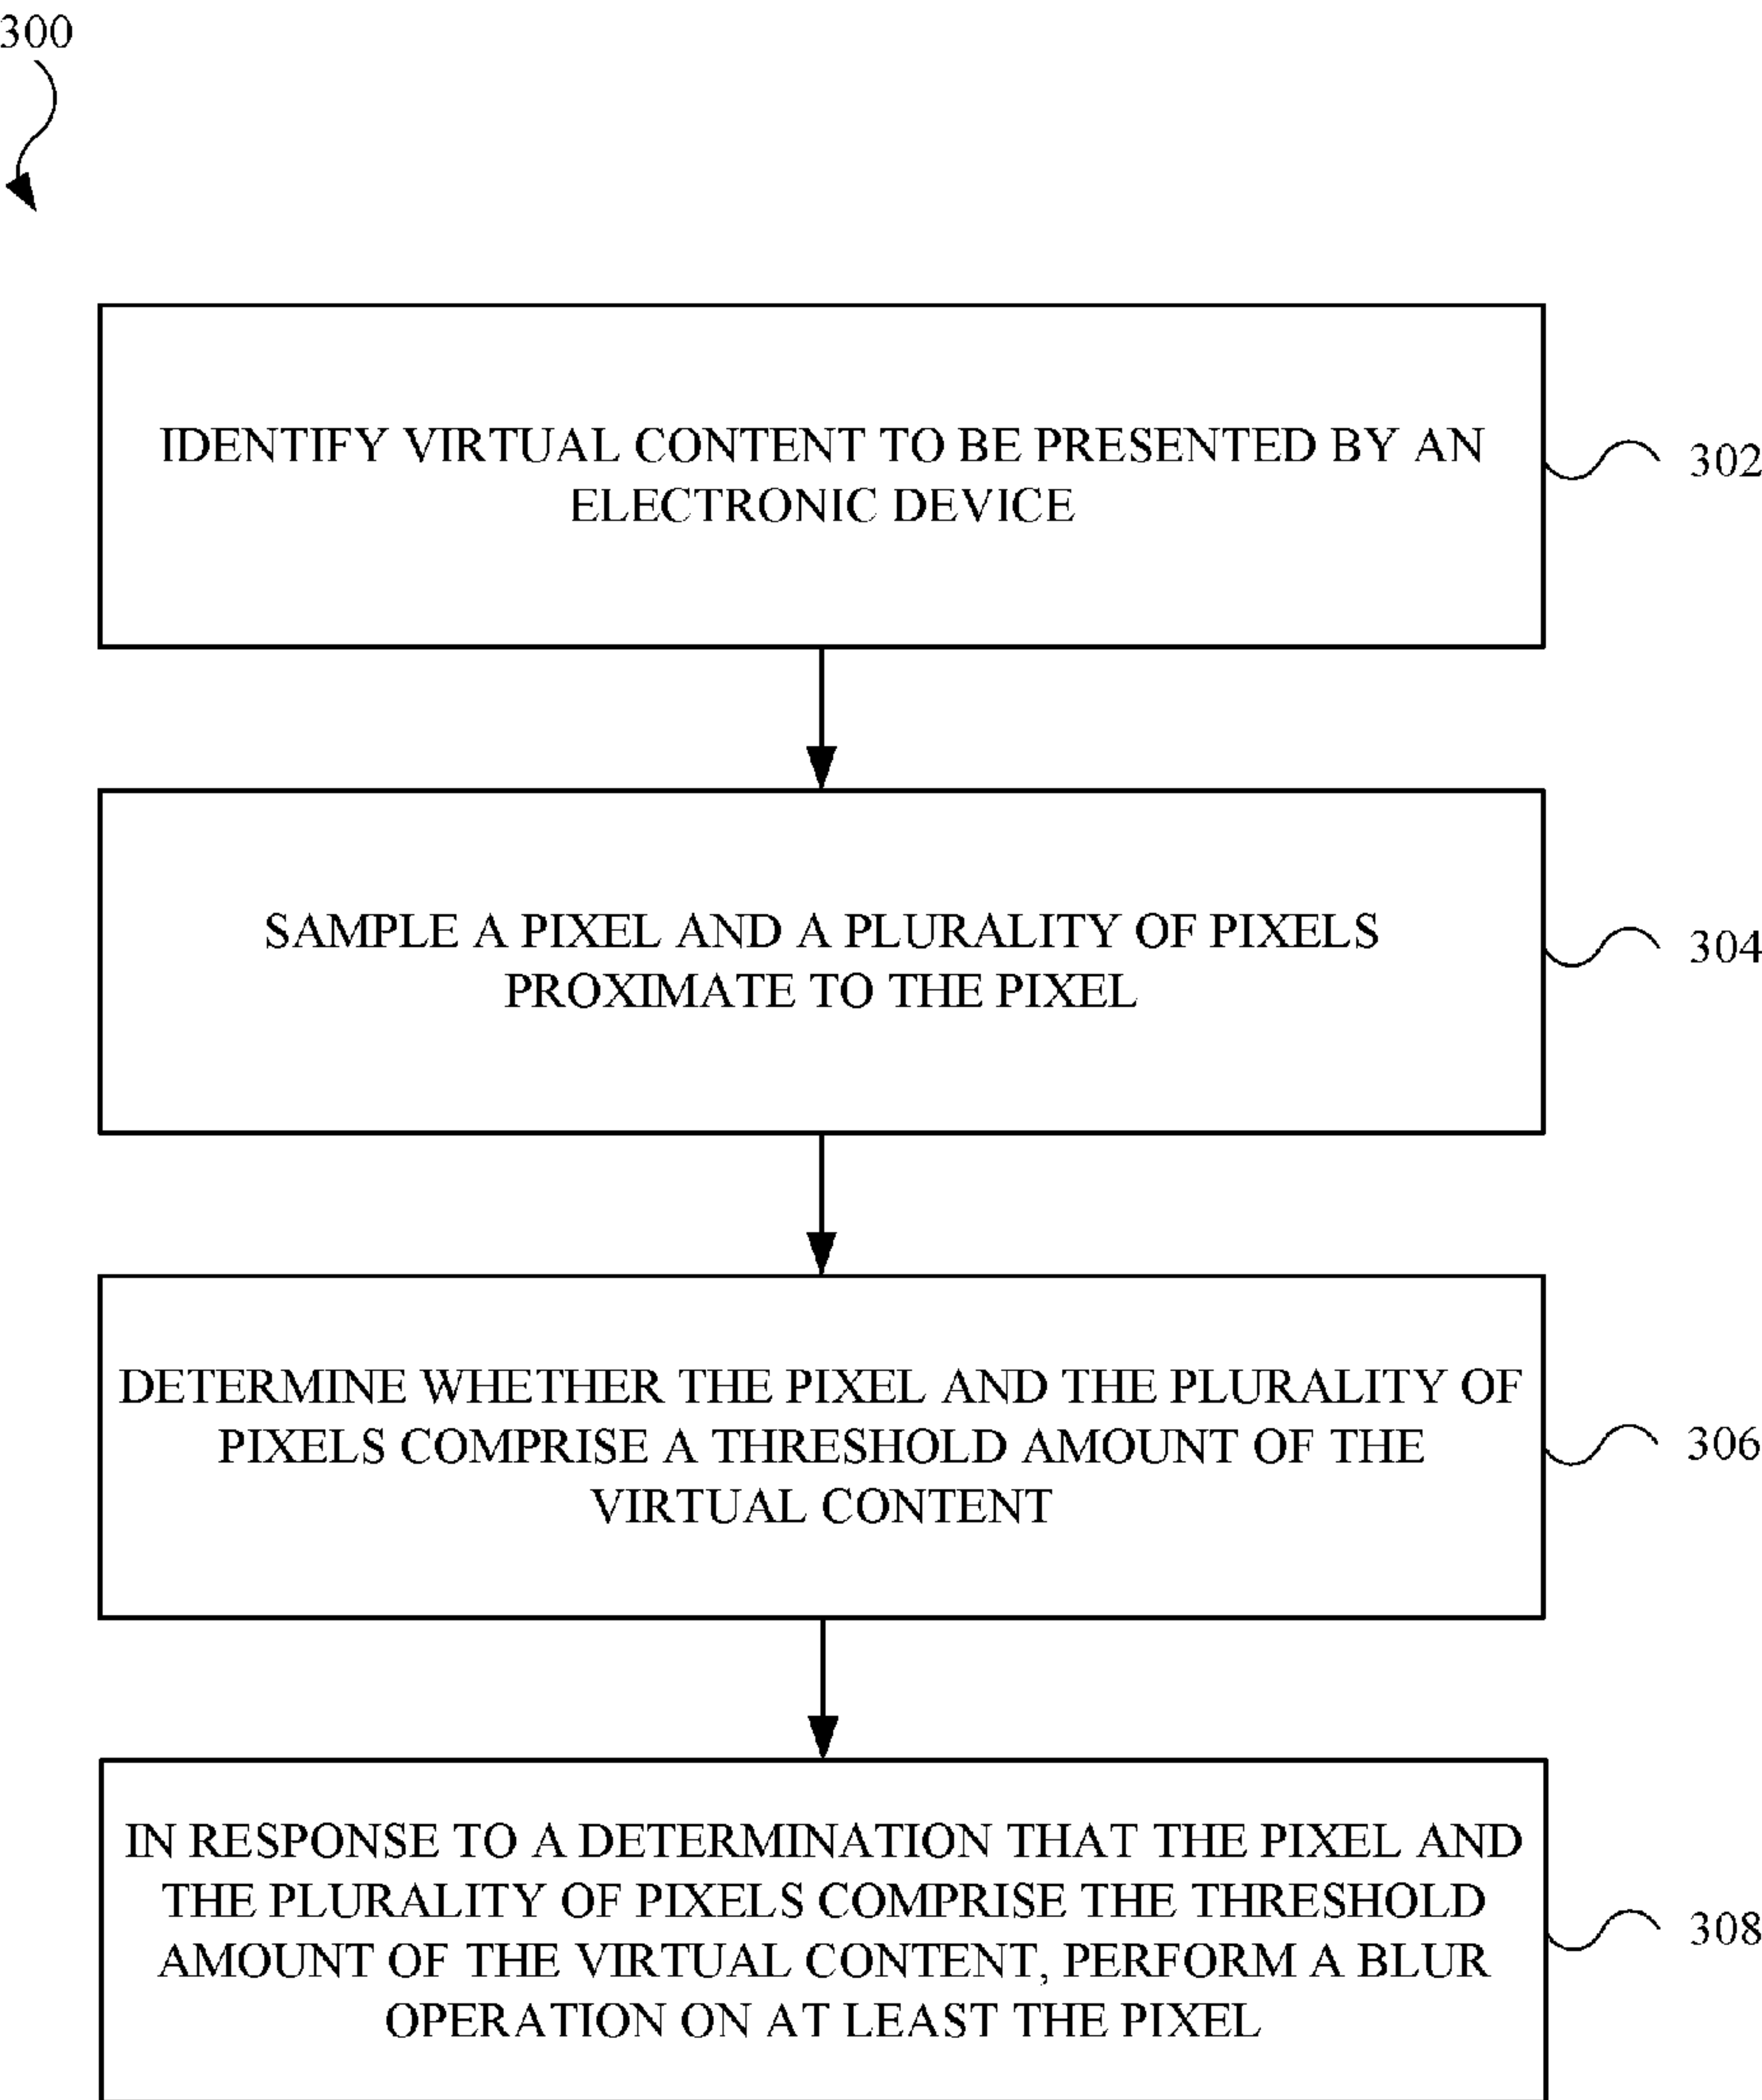 300
IDENTIFY VIRTUAL CONTENT TO BE PRESENTED BY AN
ELECTRONIC DEVICE
302
SAMPLE A PIXEL AND A PLURALITY OF PIXELS
PROXIMATE TO THE PIXEL
304
DETERMINE WHETHER THE PIXEL AND THE PLURALITY OF
PIXELS COMPRISE A THRESHOLD AMOUNT OF THE
VIRTUAL CONTENT
306
IN RESPONSE TO A DETERMINATION THAT THE PIXEL AND
THE PLURALITY OF PIXELS COMPRISE THE THRESHOLD
AMOUNT OF THE VIRTUAL CONTENT, PERFORM A BLUR
OPERATION ON AT LEAST THE PIXEL
308